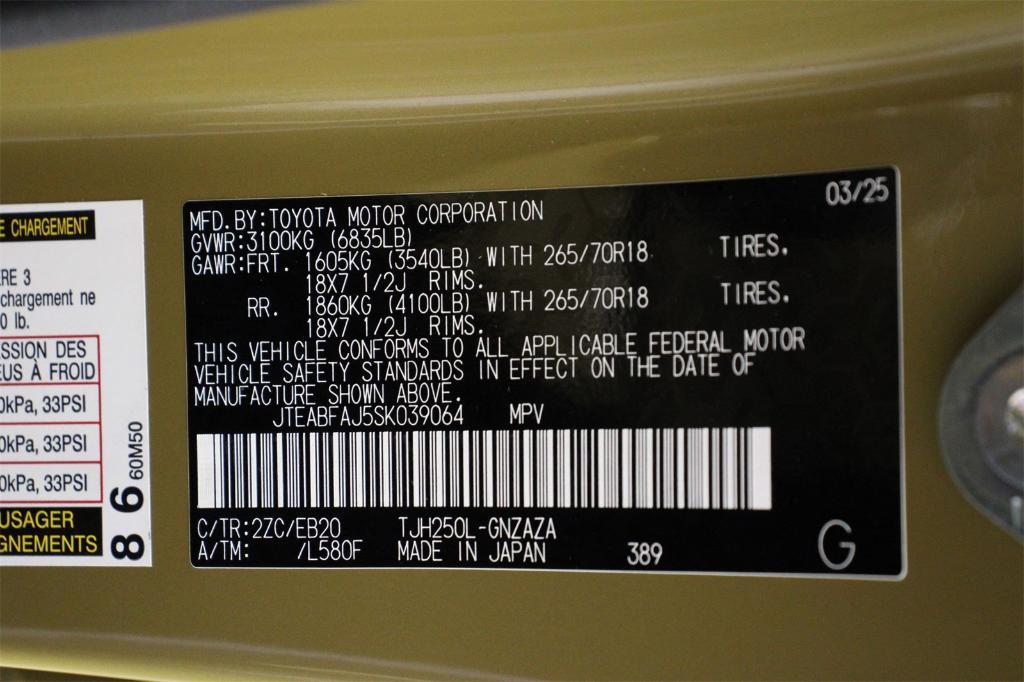 E CHARGEMENT
ÈRE 3
chargement ne
0 lb.
ESSION DES
EUS À FROID
0kPa, 33PSI
0kPa, 33PSI
0kPa, 33PSI
USAGER
GNEMENTS
60M50
86
03/25
MFD.BY:TOYOTA MOTOR CORPORATION
GVWR:3100KG (6835LB)
GAWR:FRT. 1605KG (3540LB) WITH 265/70R18 TIRES.
18X7 1/2J RIMS.
RR. 1860KG (4100LB) WITH 265/70R18 TIRES.
18X7 1/2J RIMS.
THIS VEHICLE CONFORMS TO ALL APPLICABLE FEDERAL MOTOR
VEHICLE SAFETY STANDARDS IN EFFECT ON THE DATE OF
MANUFACTURE SHOWN ABOVE.
JTEABFAJ5SK039064 MPV
C/TR:2ZC/EB20 TJH250L-GNZAZA
A/TM: /L580F MADE IN JAPAN 389 G